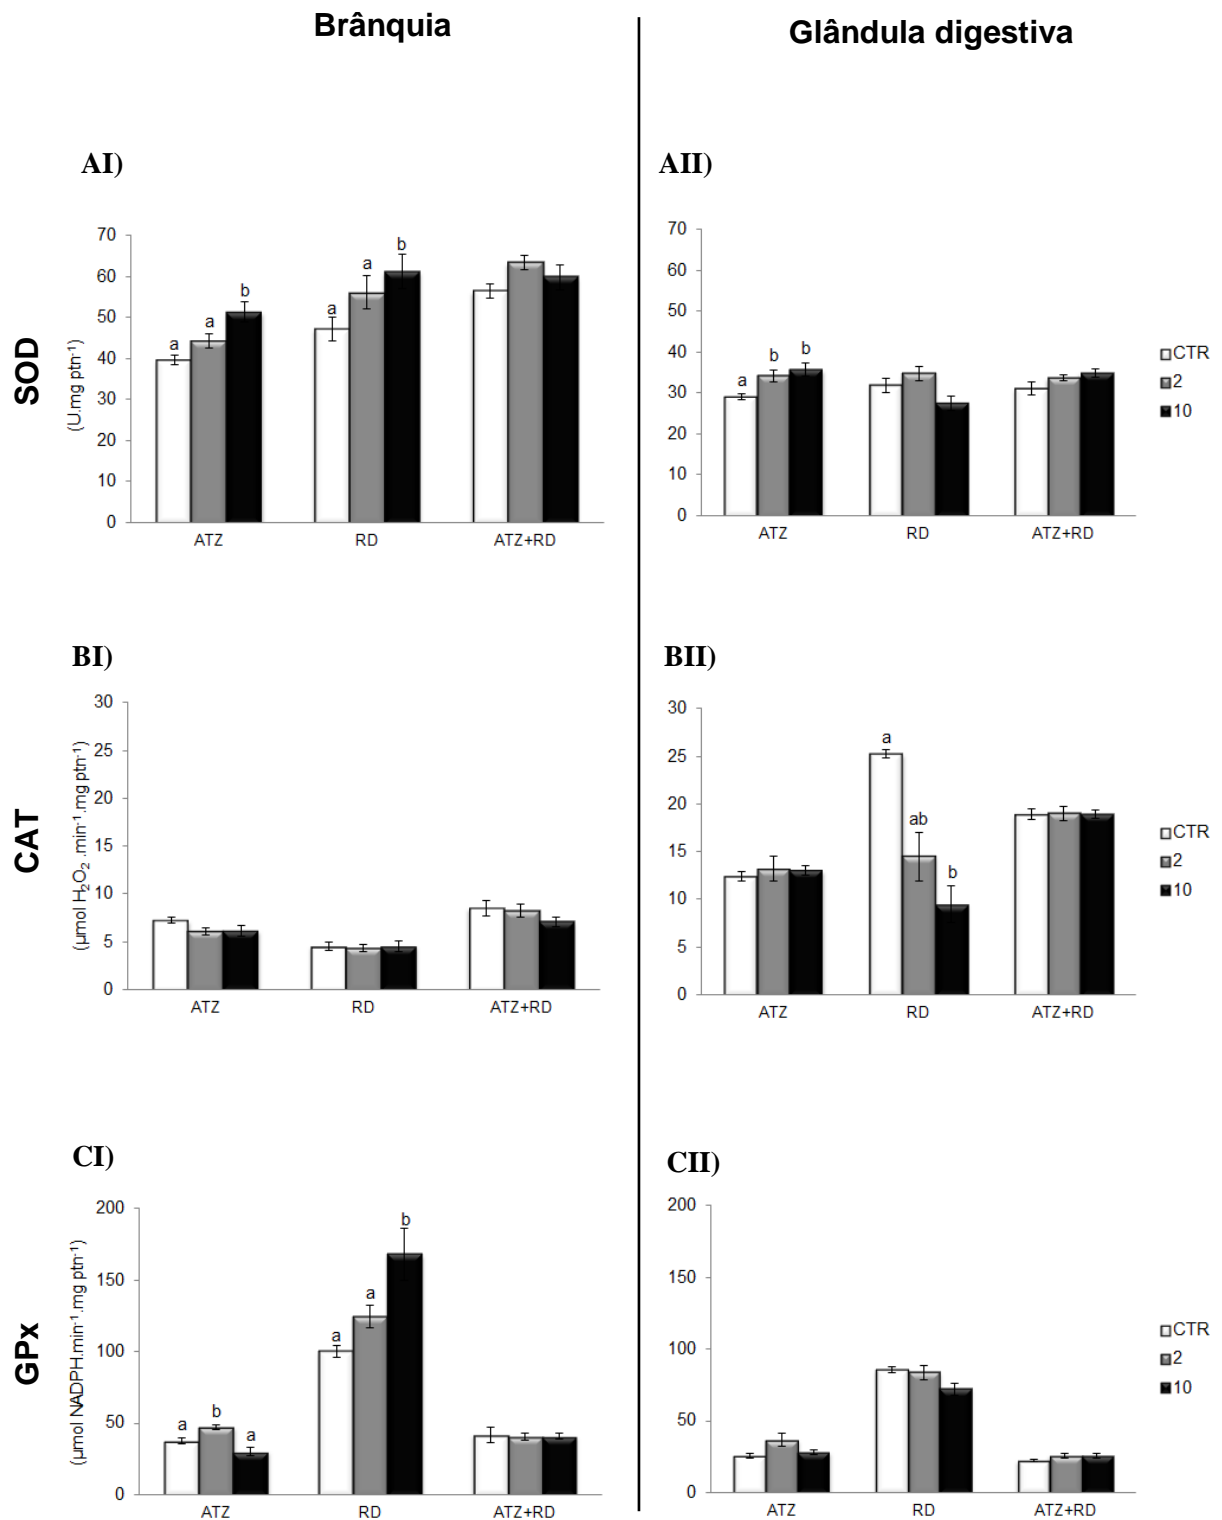 Brânquia
Glândula digestiva
AI)
AII)
SOD
(U.mg ptn-1)
70
60
50
40
30
20
10
0
a
a
b
a
a
b
ATZ
RD
ATZ+RD
70
60
50
40
30
20
10
0
a
b
b
ATZ
RD
ATZ+RD
CTR
2
10
BI)
BII)
CAT
(µmol H2O2 .min-1.mg ptn-1)
30
25
20
15
10
5
0
ATZ
RD
ATZ+RD
30
25
20
15
10
5
0
a
ab
b
ATZ
RD
ATZ+RD
CTR
2
10
CI)
CII)
GPx
(µmol NADPH.min-1.mg ptn-1)
200
150
100
50
0
a
b
a
a
a
b
ATZ
RD
ATZ+RD
200
150
100
50
0
ATZ
RD
ATZ+RD
CTR
2
10